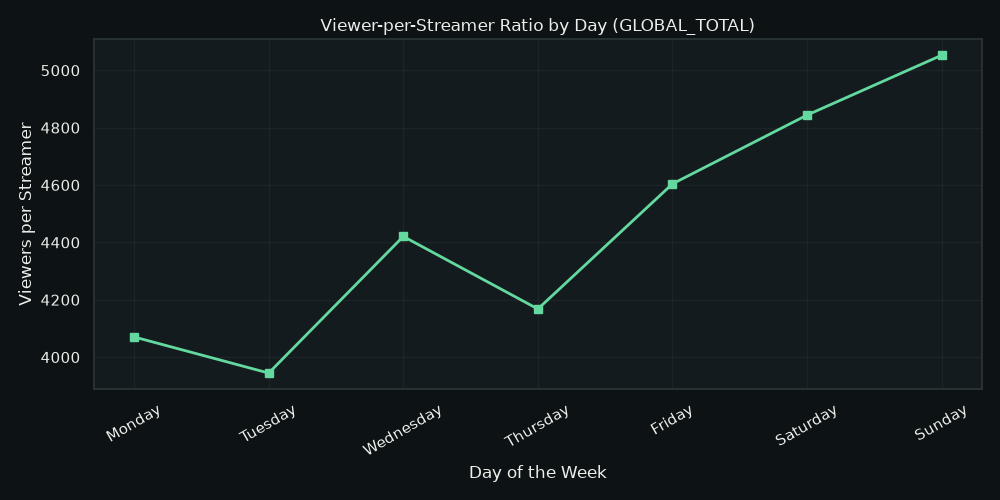 Viewer-per-Streamer Ratio by Day (GLOBAL_TOTAL)
Viewers per Streamer
5000
4800
4600
4400
4200
4000
Monday
Tuesday
Wednesday
Thursday
Friday
Saturday
Sunday
Day of the Week